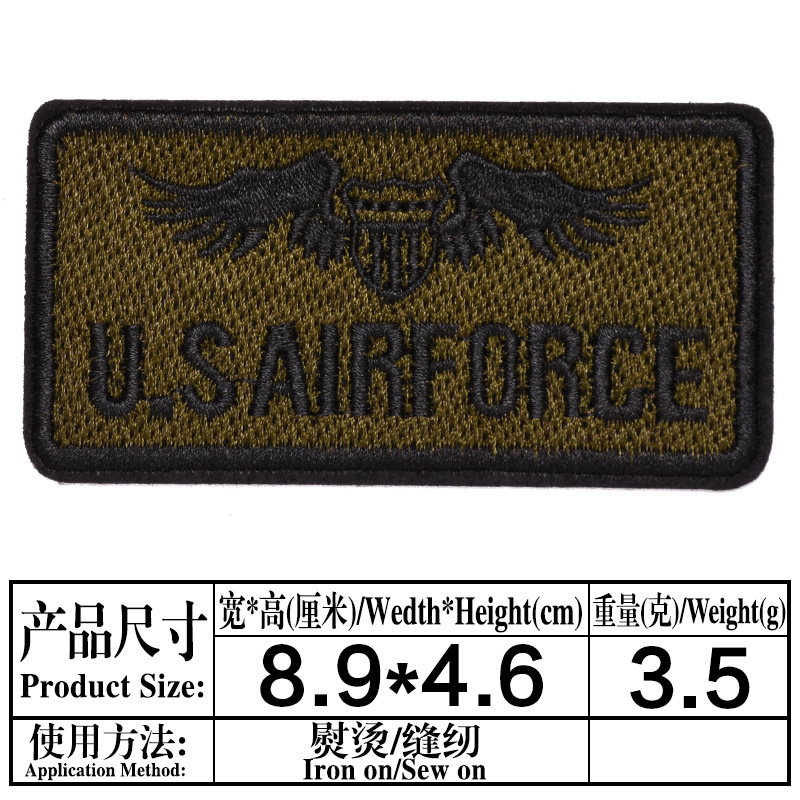 U.S AIRFORCE
产品尺寸
Product Size:
宽*高(厘米)/Wedth*Height(cm)
8.9*4.6
重量(克)/Weight(g)
3.5
使用方法:
Application Method:
熨烫/缝纫
Iron on/Sew on